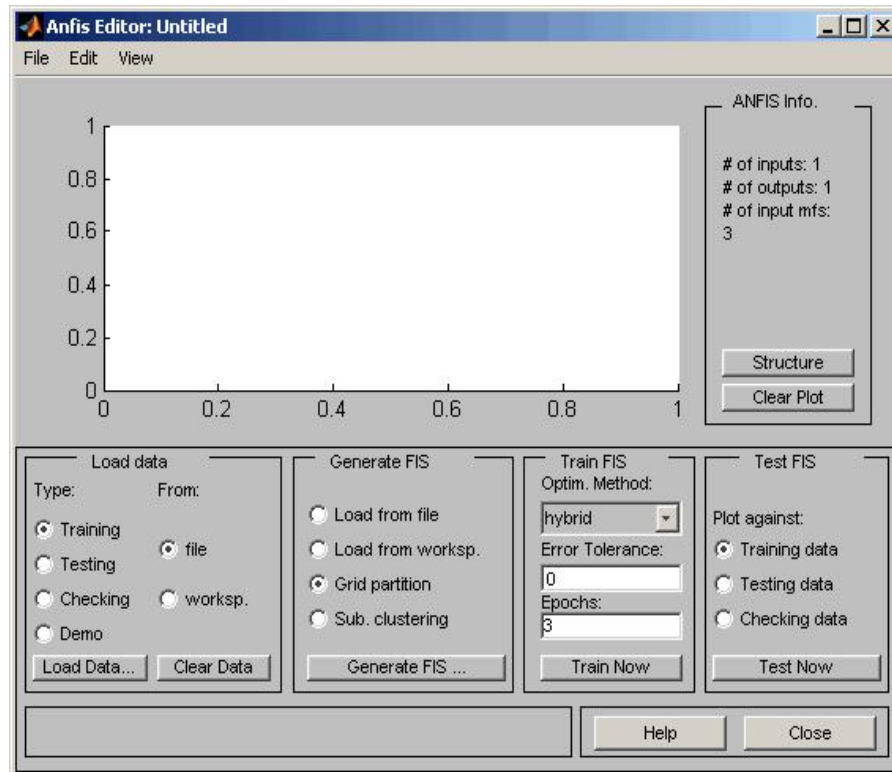 Anfis Editor: Untitled
File Edit View
1
0.8
0.6
0.4
0.2
0
0 0.2 0.4 0.6 0.8 1
ANFIS Info.
# of inputs: 1
# of outputs: 1
# of input mfs:
3
Structure
Clear Plot
Load data
Type: From:
Training
file
Testing
Checking
worksp.
Demo
Load Data... Clear Data
Generate FIS
Load from file
Load from worksp.
Grid partition
Sub. clustering
Generate FIS ...
Train FIS
Optim. Method:
hybrid
Error Tolerance:
0
Epochs:
3
Train Now
Test FIS
Plot against:
Training data
Testing data
Checking data
Test Now
Help Close